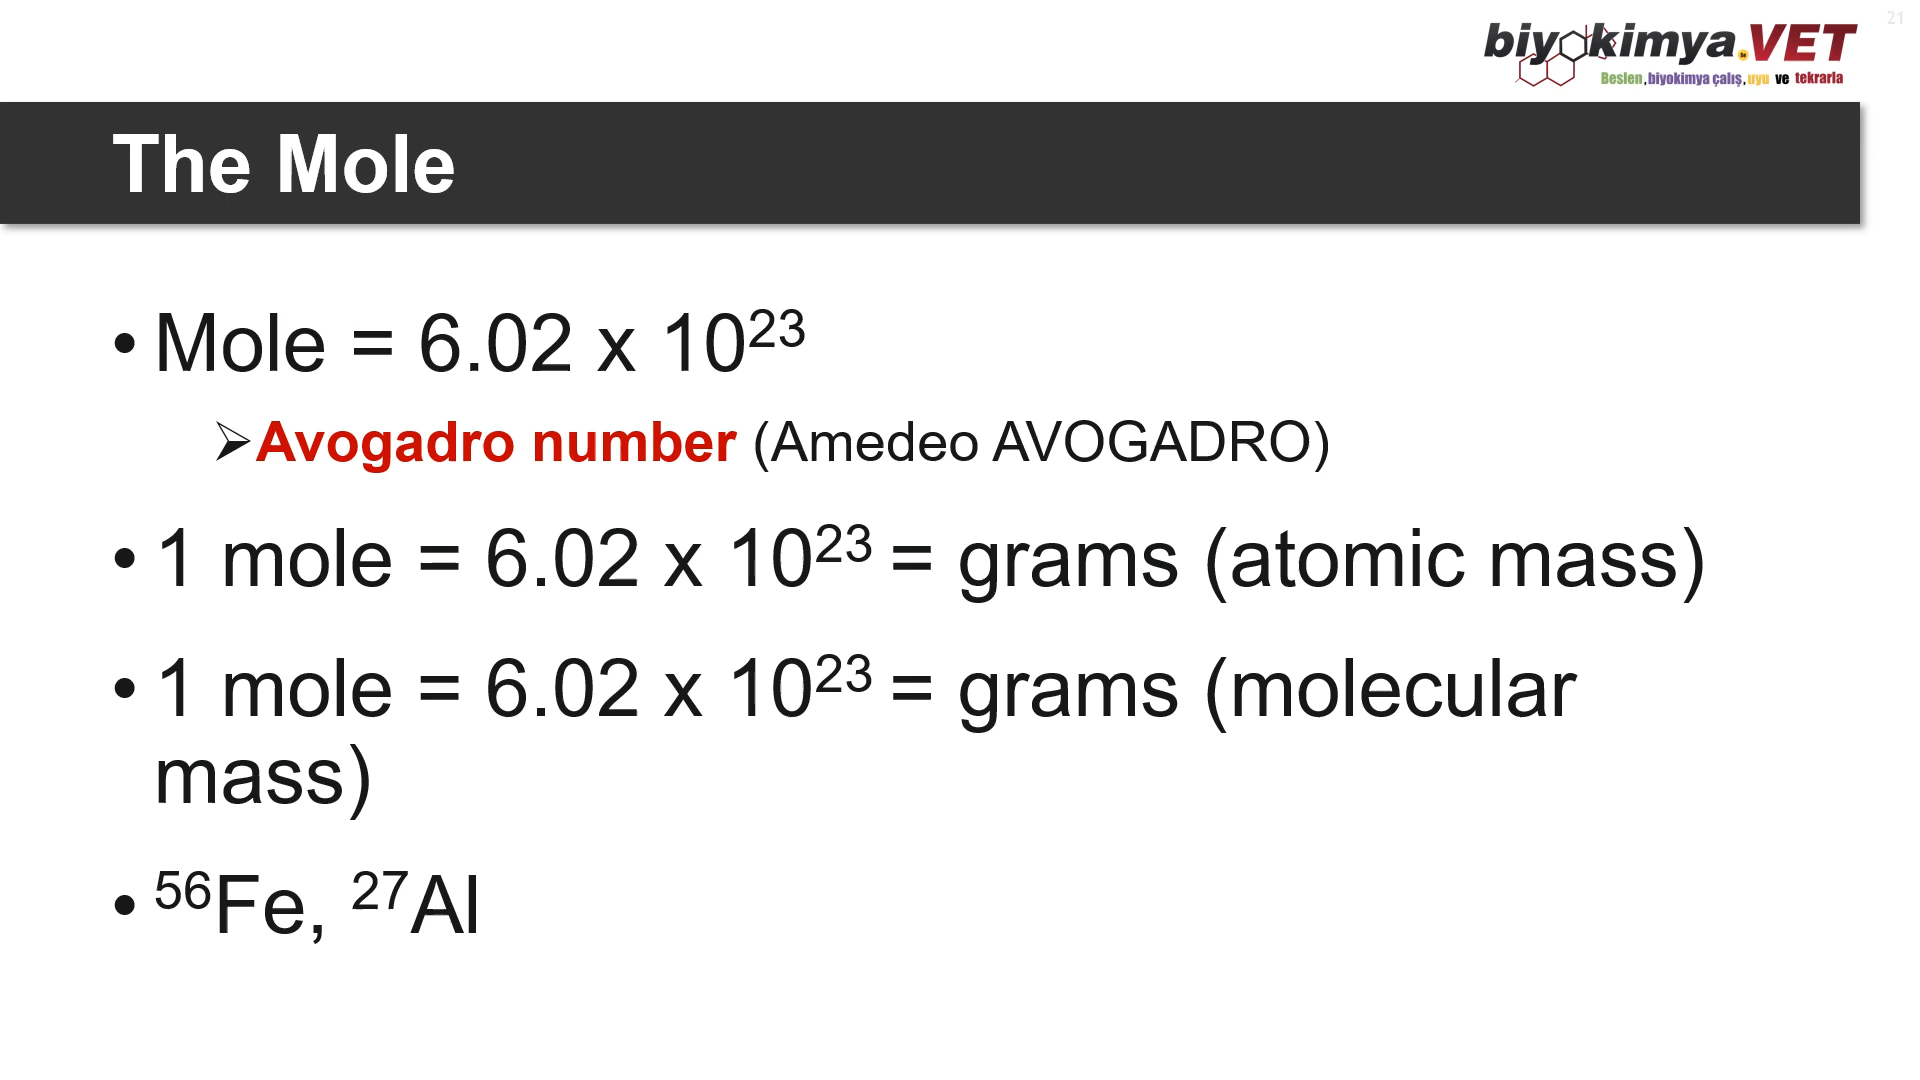 21
biyokimya.VET
Beslen, biyokimya çalış, uyu ve tekrarla
The Mole
• Mole = 6.02 x 10²³
➢Avogadro number (Amedeo AVOGADRO)
• 1 mole = 6.02 x 10²³ = grams (atomic mass)
• 1 mole = 6.02 x 10²³ = grams (molecular
mass)
• ⁵⁶Fe, ²⁷Al